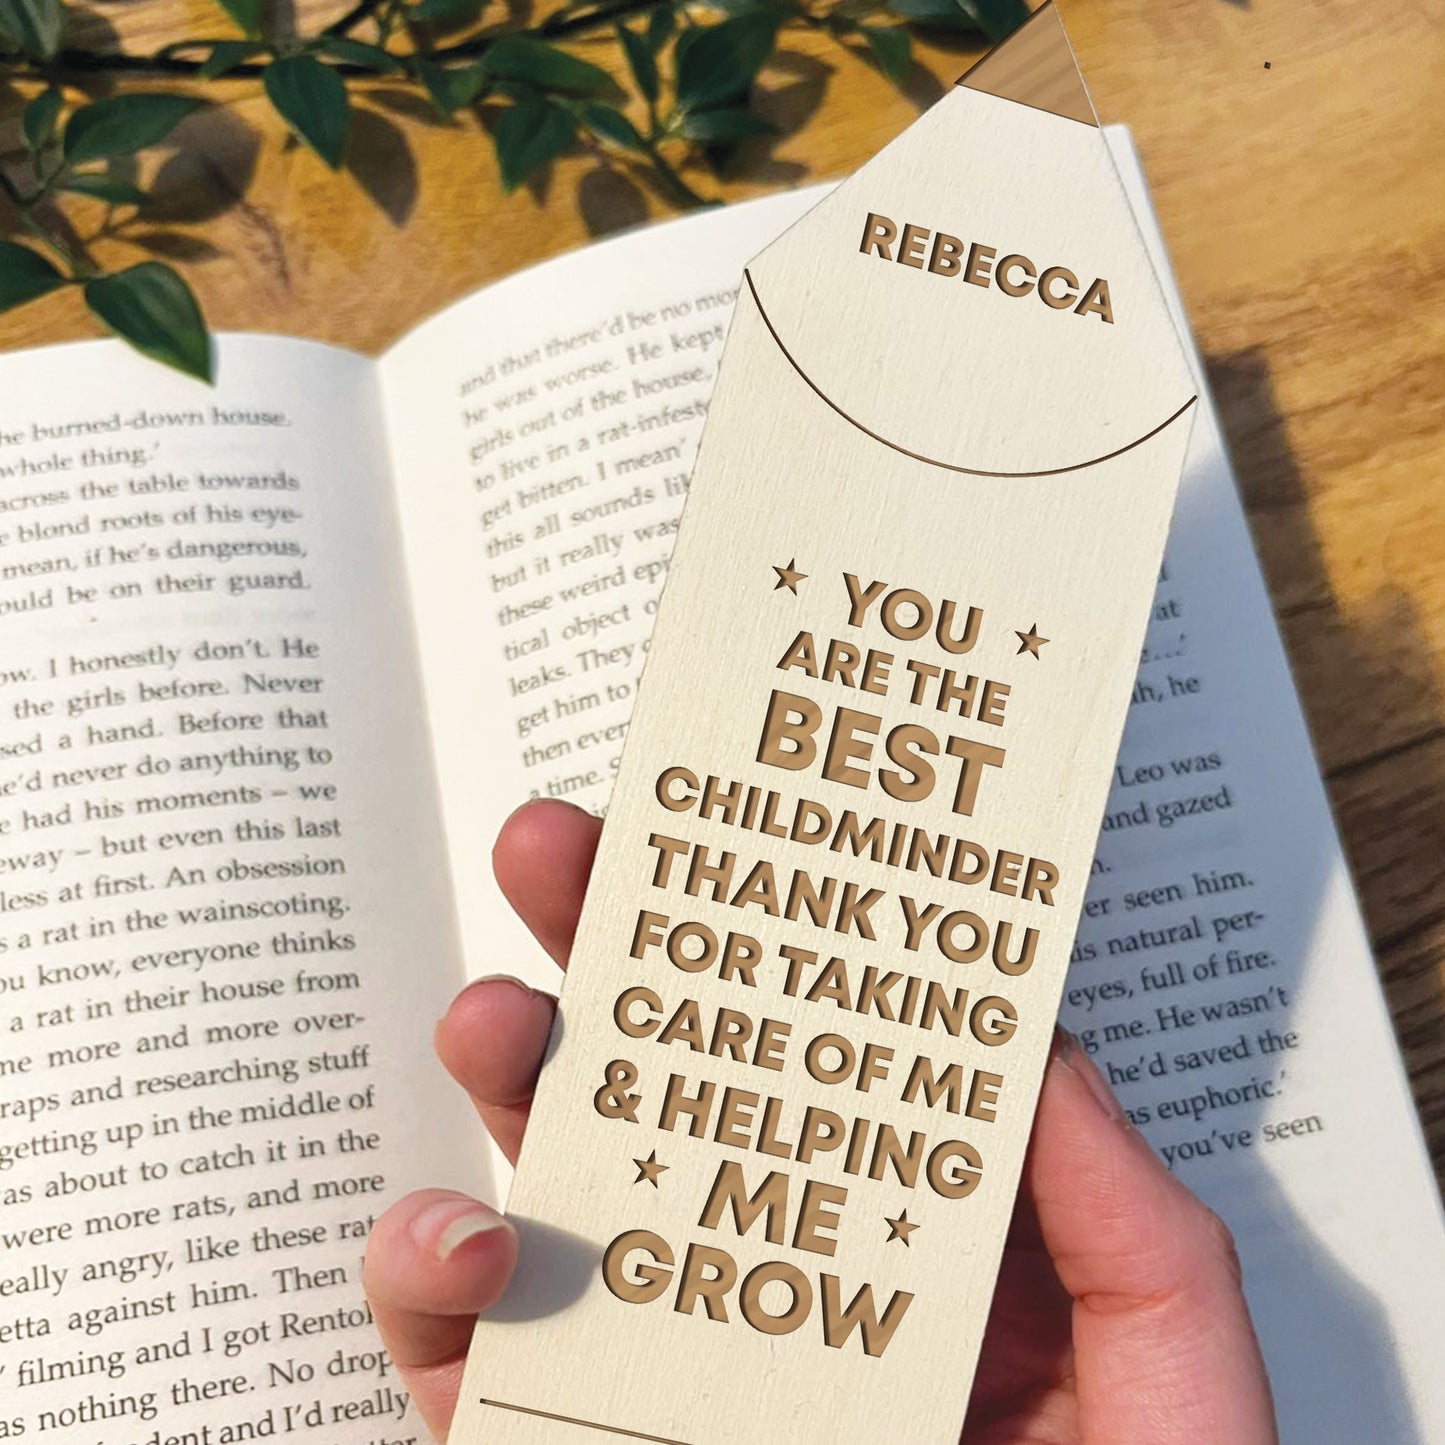 REBECCA
YOU
ARE THE
BEST
CHILDMINDER
THANK YOU
FOR TAKING
CARE OF ME
& HELPING
ME
GROW
he burned-down house.
whole thing.'
across the table towards
blond roots of his eye-
mean, if he's dangerous,
ould be on their guard.
ow. I honestly don't. He
the girls before. Never
sed a hand. Before that
e'd never do anything to
had his moments – we
eway – but even this last
less at first. An obsession
s a rat in the wainscoting.
ou know, everyone thinks
a rat in their house from
me more and more over-
raps and researching stuff
getting up in the middle of
as about to catch it in the
were more rats, and more
eally angry, like these rat
etta against him. Then
' filming and I got Rentok
as nothing there. No drop
dent and I'd really
and that there'd be no mor
he was worse. He kept
girls out of the house,
to live in a rat-infeste
get bitten. I mean'
this all sounds lik
but it really was
these weird epi
tical object o
leaks. They
get him to
then ever
a time. S
at
ah, he
Leo was
and gazed
er seen him.
is natural per-
eyes, full of fire.
ng me. He wasn't
he'd saved the
as euphoric.'
you've seen